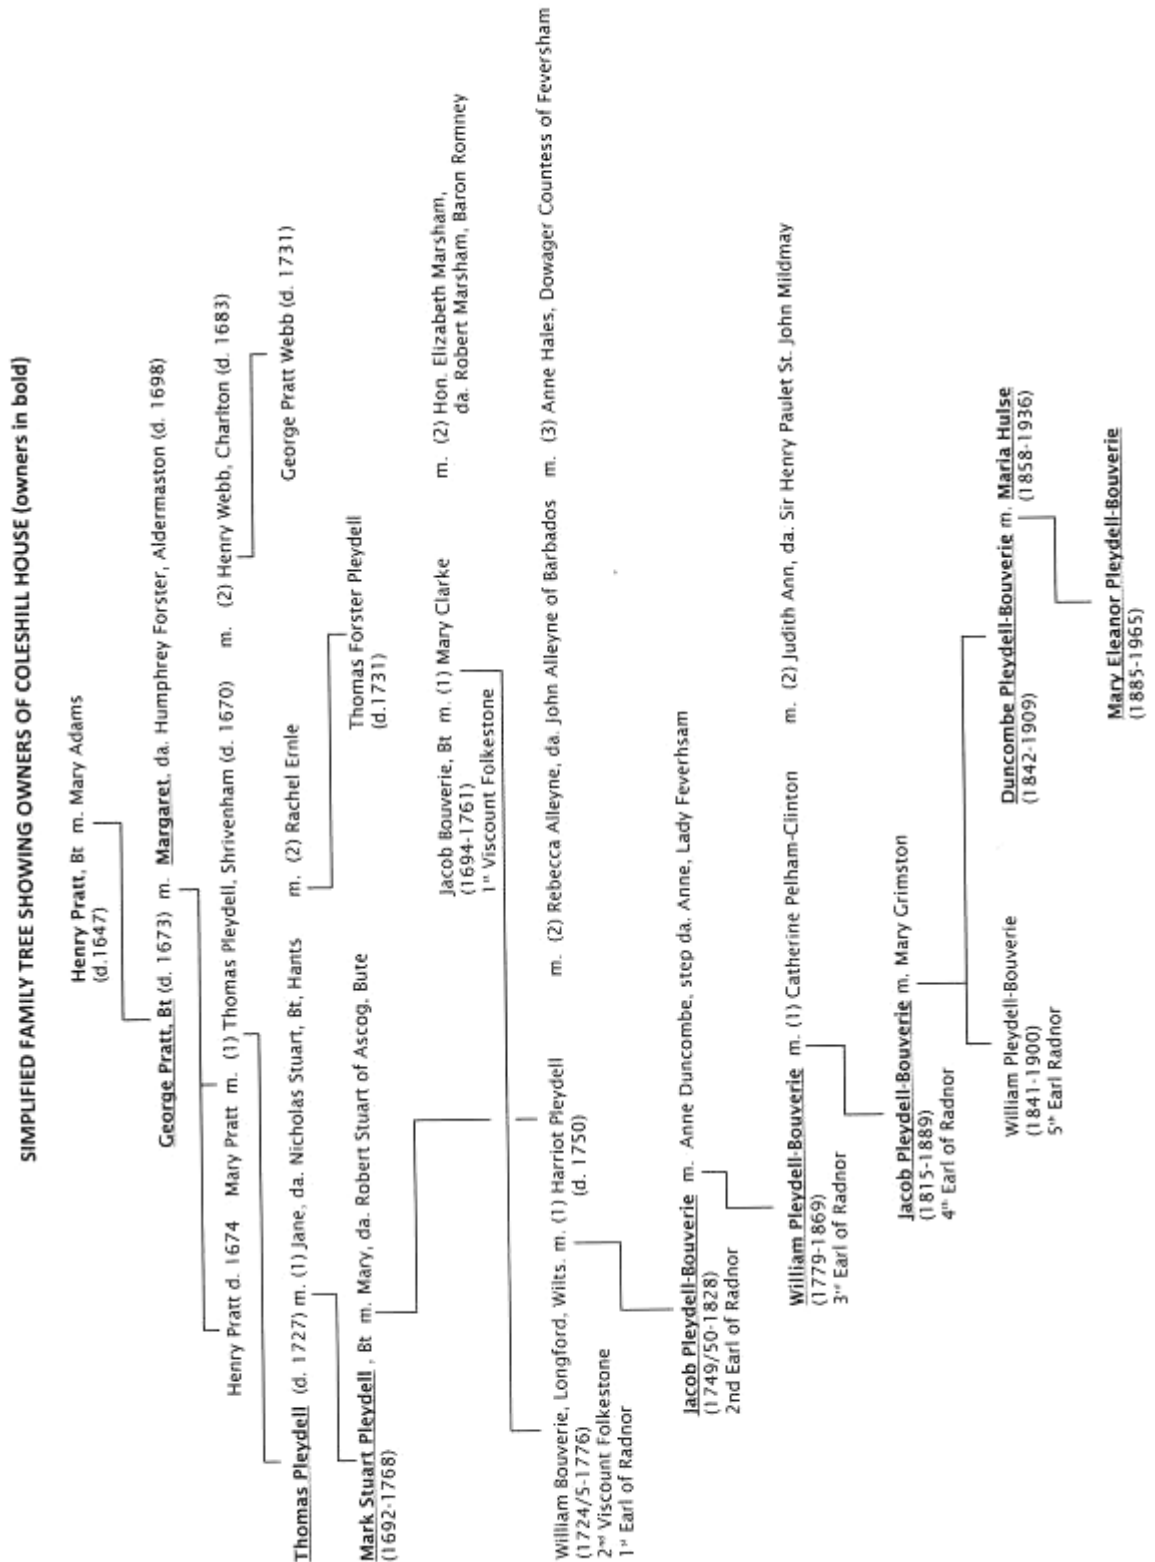 SIMPLIFIED FAMILY TREE SHOWING OWNERS OF COLESHILL HOUSE (owners in bold)
Henry Pratt, Bt m. Mary Adams
(d.1647)
George Pratt, Bt (d. 1673) m. Margaret, da. Humphrey Forster, Aldermaston (d. 1698)
Henry Pratt d. 1674 Mary Pratt m. (1) Thomas Pleydell, Shrivenham (d. 1670) m. (2) Henry Webb, Charlton (d. 1683)
Thomas Pleydell (d. 1727) m. (1) Jane, da. Nicholas Stuart, Bt, Hants m. (2) Rachel Ernle George Pratt Webb (d. 1731)
Mark Stuart Pleydell , Bt m. Mary, da. Robert Stuart of Ascog. Bute Thomas Forster Pleydell
(1692-1768) (d.1731)
Jacob Bouverie, Bt m. (1) Mary Clarke m. (2) Hon. Elizabeth Marsham,
(1694-1761) da. Robert Marsham, Baron Romney
1st Viscount Folkestone
William Bouverie, Longford, Wilts. m. (1) Harriot Pleydell m. (2) Rebecca Alleyne, da. John Alleyne of Barbados m. (3) Anne Hales, Dowager Countess of Feversham
(1724/5-1776) (d. 1750)
2nd Viscount Folkestone
1st Earl of Radnor
Jacob Pleydell-Bouverie m. Anne Duncombe, step da. Anne, Lady Feverhsam
(1749/50-1828)
2nd Earl of Radnor
William Pleydell-Bouverie m. (1) Catherine Pelham-Clinton m. (2) Judith Ann, da. Sir Henry Paulet St. John Mildmay
(1779-1869)
3rd Earl of Radnor
Jacob Pleydell-Bouverie m. Mary Grimston
(1815-1889)
4th Earl of Radnor
William Pleydell-Bouverie Duncombe Pleydell-Bouverie m. Maria Hulse
(1841-1900) (1842-1909) (1858-1936)
5th Earl Radnor
Mary Eleanor Pleydell-Bouverie
(1885-1965)